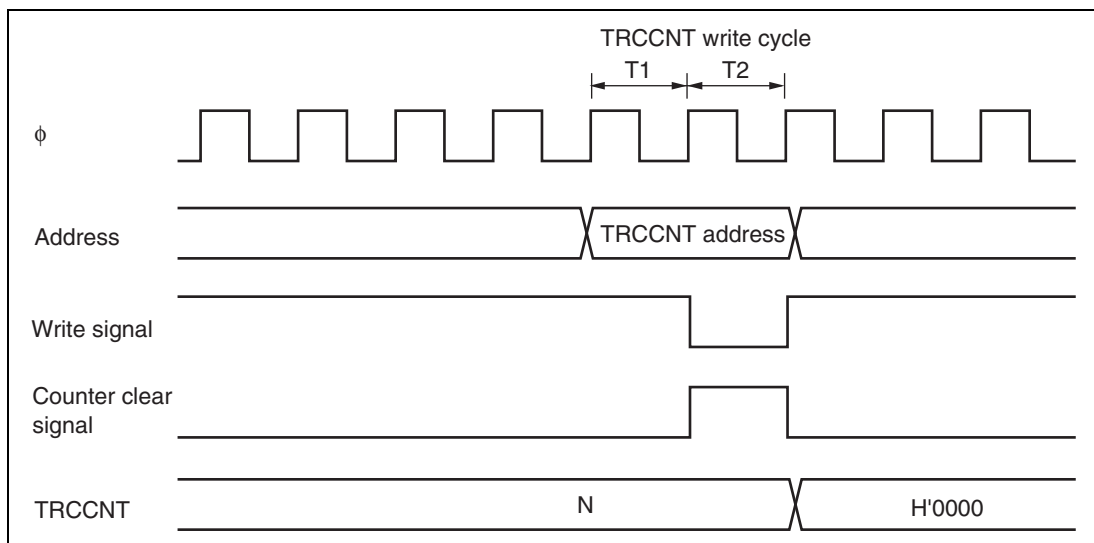 TRCCNT write cycle
T1 T2
ϕ
Address
TRCCNT address
Write signal
Counter clear
signal
TRCCNT
N
H'0000